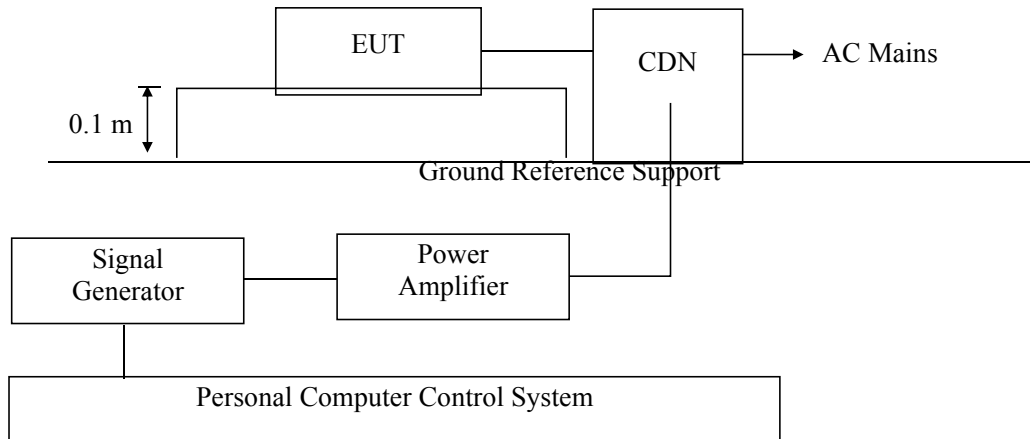 EUT
CDN
AC Mains
0.1 m
Ground Reference Support
Signal
Generator
Power
Amplifier
Personal Computer Control System